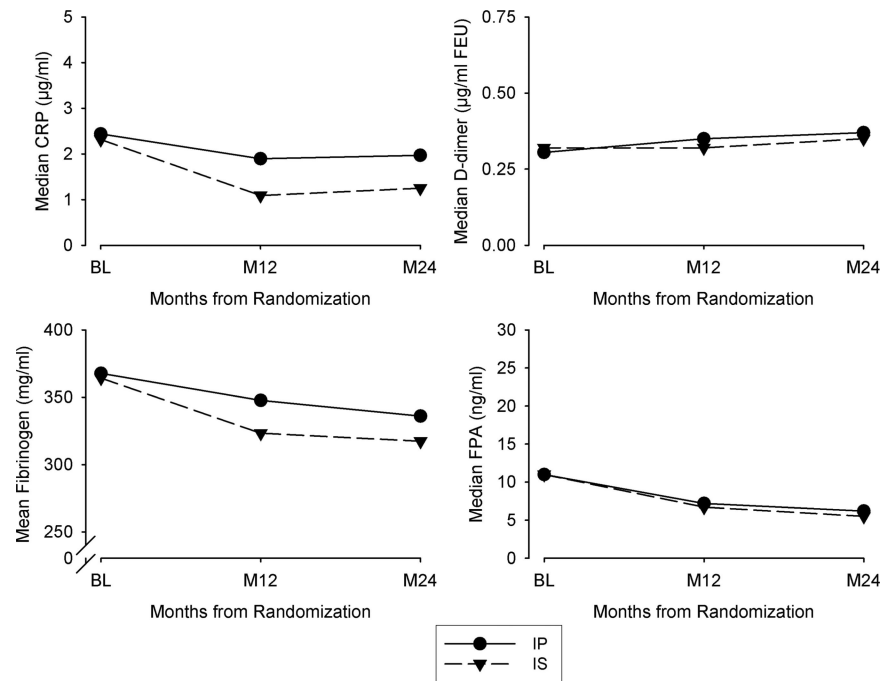 Median CRP (µg/ml)
5
4
3
2
1
0
BL M12 M24
Months from Randomization
Median D-dimer (µg/ml FEU)
0.75
0.50
0.25
0.00
BL M12 M24
Months from Randomization
Mean Fibrinogen (mg/ml)
400
350
300
250
0
BL M12 M24
Months from Randomization
Median FPA (ng/ml)
30
25
20
15
10
5
0
BL M12 M24
Months from Randomization
IP
IS